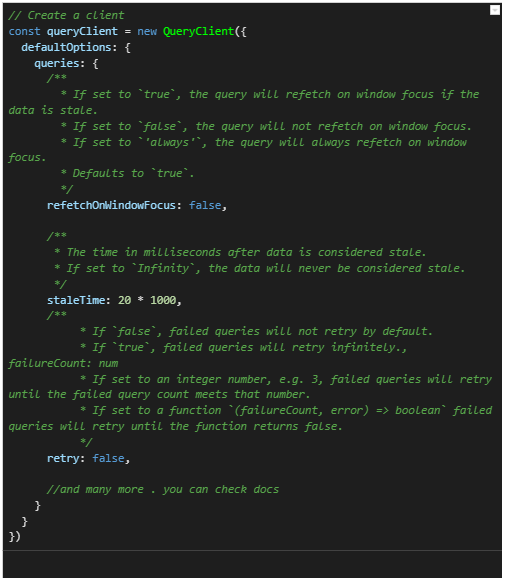 // Create a client
const queryClient = new QueryClient({
  defaultOptions: {
    queries: {
      /**
        * If set to `true`, the query will refetch on window focus if the
data is stale.
        * If set to `false`, the query will not refetch on window focus.
        * If set to `'always'`, the query will always refetch on window
focus.
        * Defaults to `true`.
        */
      refetchOnWindowFocus: false,

      /**
       * The time in milliseconds after data is considered stale.
       * If set to `Infinity`, the data will never be considered stale.
       */
      staleTime: 20 * 1000,
      /**
           * If `false`, failed queries will not retry by default.
           * If `true`, failed queries will retry infinitely.,
failureCount: num
           * If set to an integer number, e.g. 3, failed queries will retry
until the failed query count meets that number.
           * If set to a function `(failureCount, error) => boolean` failed
queries will retry until the function returns false.
           */
      retry: false,

      //and many more . you can check docs
    }
  }
})